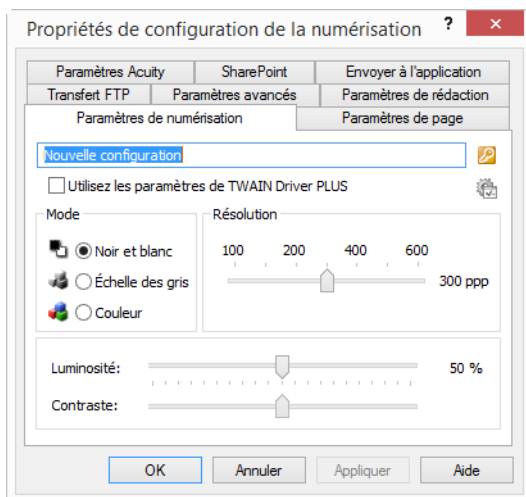 Propriétés de configuration de la numérisation ? ×
Paramètres Acuity SharePoint Envoyer à l'application
Transfert FTP Paramètres avancés Paramètres de rédaction
Paramètres de numérisation Paramètres de page
Nouvelle configuration
Utilisez les paramètres de TWAIN Driver PLUS
Mode Résolution
Noir et blanc 100 200 400 600
Échelle des gris 300 ppp
Couleur
Luminosité: 50 %
Contraste:
OK Annuler Appliquer Aide